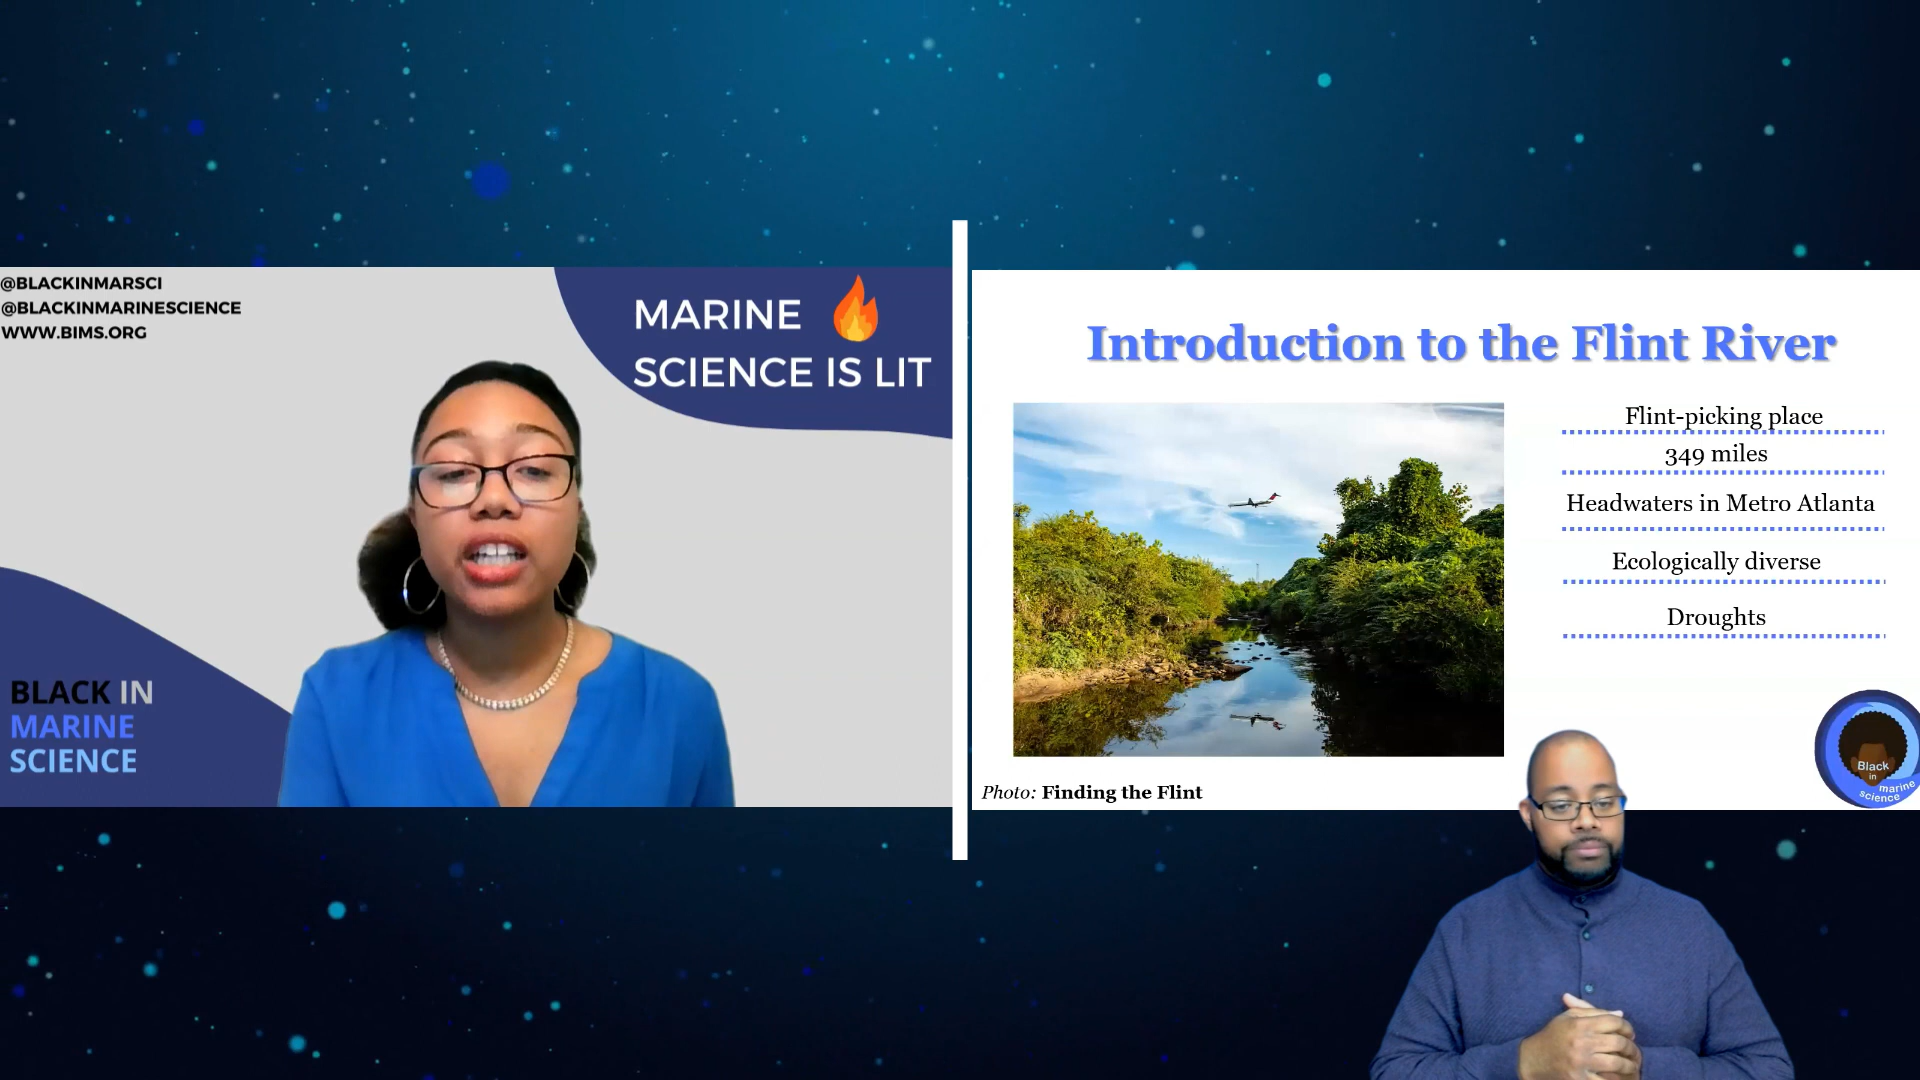 @BLACKINMARSCI
@BLACKINMARINESCIENCE
WWW.BIMS.ORG
MARINE
SCIENCE IS LIT
BLACK IN
MARINE
SCIENCE
Introduction to the Flint River
Flint-picking place
349 miles
Headwaters in Metro Atlanta
Ecologically diverse
Droughts
Photo: Finding the Flint
Black
in
marine
science